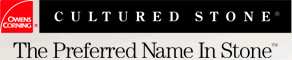 OWENS
CORNING
CULTURED STONE®
The Preferred Name In Stone™